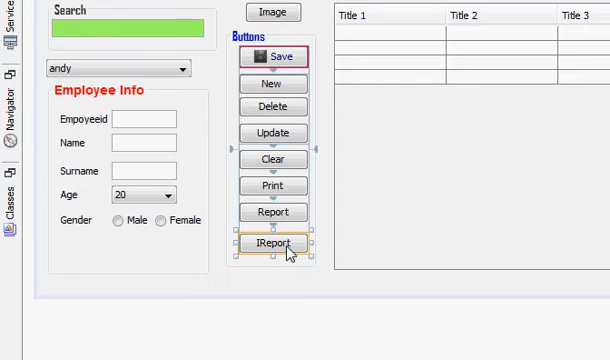 Service
Navigator
Classes
Search
andy
Employee Info
Empoyeeid
Name
Surname
Age
20
Gender
Male
Female
Image
Buttons
Save
New
Delete
Update
Clear
Print
Report
IReport
Title 1
Title 2
Title 3